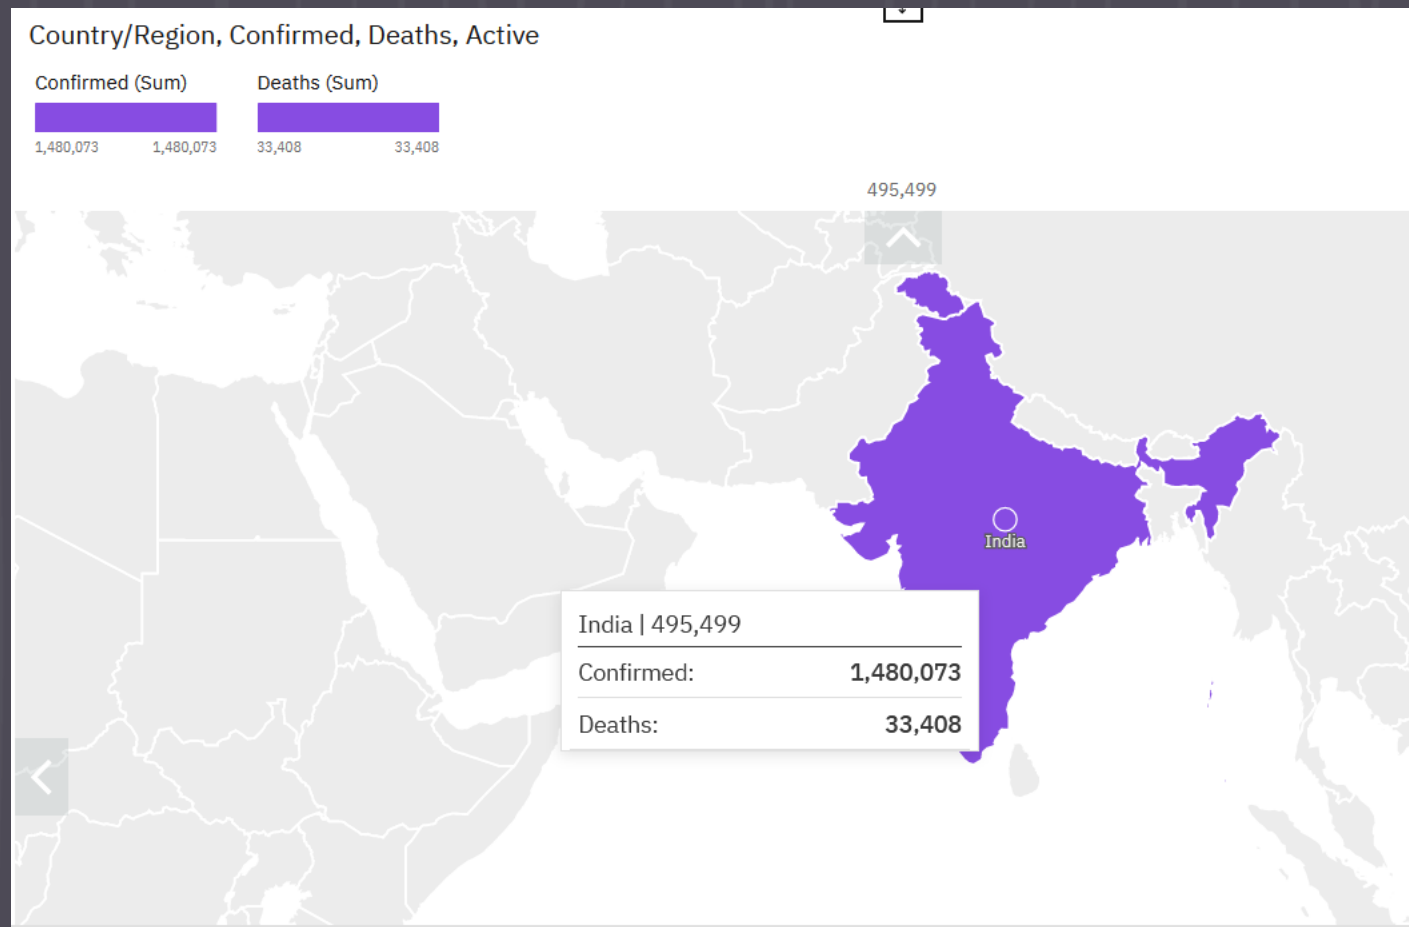 Country/Region, Confirmed, Deaths, Active
Confirmed (Sum) Deaths (Sum)
1,480,073 1,480,073 33,408 33,408
495,499
India
India | 495,499
Confirmed: 1,480,073
Deaths: 33,408